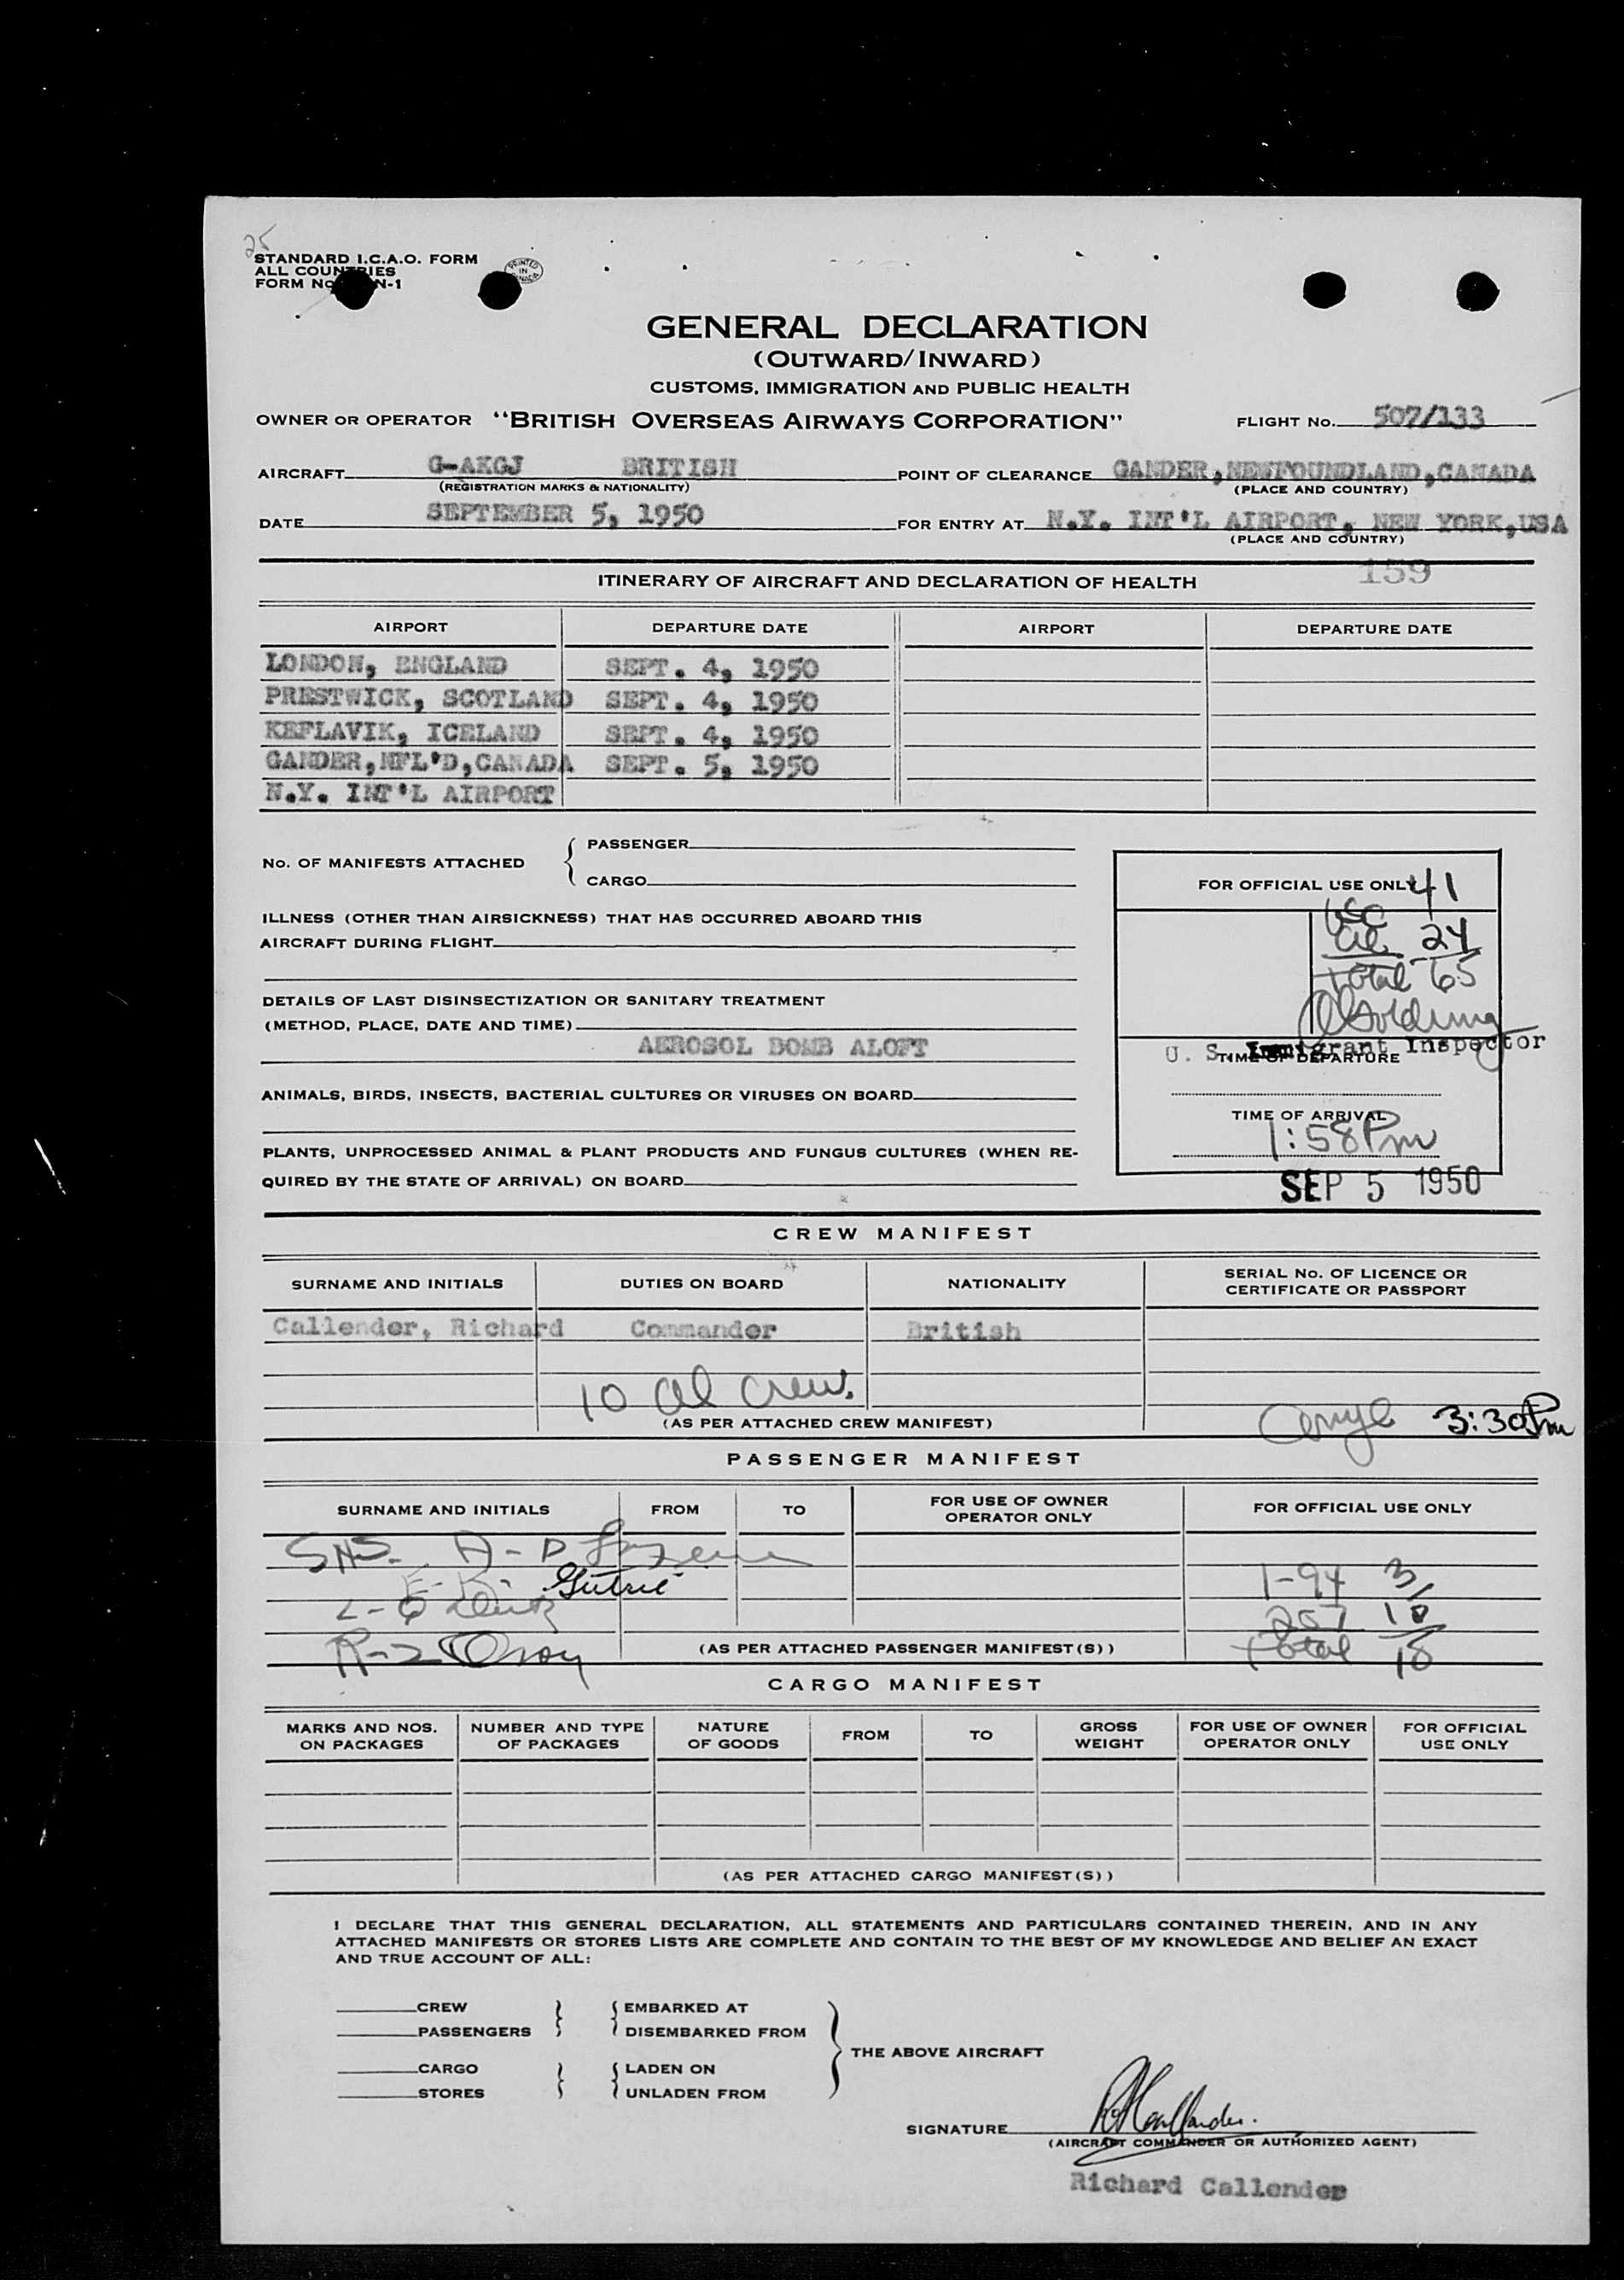 25
STANDARD I.C.A.O. FORM
ALL COUNTRIES
FORM No N-1
PRINTED IN CANADA
GENERAL DECLARATION
(OUTWARD/INWARD)
CUSTOMS, IMMIGRATION AND PUBLIC HEALTH
OWNER OR OPERATOR "BRITISH OVERSEAS AIRWAYS CORPORATION" FLIGHT No. 507/133
AIRCRAFT G-AKGJ BRITISH POINT OF CLEARANCE GANDER, NEWFOUNDLAND, CANADA
(REGISTRATION MARKS & NATIONALITY) (PLACE AND COUNTRY)
DATE SEPTEMBER 5, 1950 FOR ENTRY AT N.Y. INT'L AIRPORT, NEW YORK, USA
(PLACE AND COUNTRY)
159
ITINERARY OF AIRCRAFT AND DECLARATION OF HEALTH
AIRPORT DEPARTURE DATE AIRPORT DEPARTURE DATE
LONDON, ENGLAND SEPT. 4, 1950
PRESTWICK, SCOTLAND SEPT. 4, 1950
KEFLAVIK, ICELAND SEPT. 4, 1950
GANDER, NFL'D, CANADA SEPT. 5, 1950
N.Y. INT'L AIRPORT
No. OF MANIFESTS ATTACHED { PASSENGER
CARGO
ILLNESS (OTHER THAN AIRSICKNESS) THAT HAS OCCURRED ABOARD THIS
AIRCRAFT DURING FLIGHT
DETAILS OF LAST DISINSECTIZATION OR SANITARY TREATMENT
(METHOD, PLACE, DATE AND TIME)
AEROSOL BOMB ALOFT
ANIMALS, BIRDS, INSECTS, BACTERIAL CULTURES OR VIRUSES ON BOARD
PLANTS, UNPROCESSED ANIMAL & PLANT PRODUCTS AND FUNGUS CULTURES (WHEN RE-
QUIRED BY THE STATE OF ARRIVAL) ON BOARD
FOR OFFICIAL USE ONLY 41
USC
al 24
total 65
U. S. Immigrant Inspector
TIME OF DEPARTURE
TIME OF ARRIVAL
1:58 Pm
SEP 5 1950
CREW MANIFEST
SURNAME AND INITIALS DUTIES ON BOARD NATIONALITY SERIAL No. OF LICENCE OR
CERTIFICATE OR PASSPORT
Callender, Richard Commander British
10 al crew.
(AS PER ATTACHED CREW MANIFEST)
3:30 Pm
PASSENGER MANIFEST
SURNAME AND INITIALS FROM TO FOR USE OF OWNER
OPERATOR ONLY FOR OFFICIAL USE ONLY
A-D
1-94 3/
257 10
total 18
(AS PER ATTACHED PASSENGER MANIFEST(S))
CARGO MANIFEST
MARKS AND NOS.
ON PACKAGES NUMBER AND TYPE
OF PACKAGES NATURE
OF GOODS FROM TO GROSS
WEIGHT FOR USE OF OWNER
OPERATOR ONLY FOR OFFICIAL
USE ONLY
(AS PER ATTACHED CARGO MANIFEST(S))
I DECLARE THAT THIS GENERAL DECLARATION, ALL STATEMENTS AND PARTICULARS CONTAINED THEREIN, AND IN ANY
ATTACHED MANIFESTS OR STORES LISTS ARE COMPLETE AND CONTAIN TO THE BEST OF MY KNOWLEDGE AND BELIEF AN EXACT
AND TRUE ACCOUNT OF ALL:
CREW EMBARKED AT
PASSENGERS DISEMBARKED FROM
THE ABOVE AIRCRAFT
CARGO LADEN ON
STORES UNLADEN FROM
SIGNATURE
(AIRCRAFT COMMANDER OR AUTHORIZED AGENT)
Richard Callender